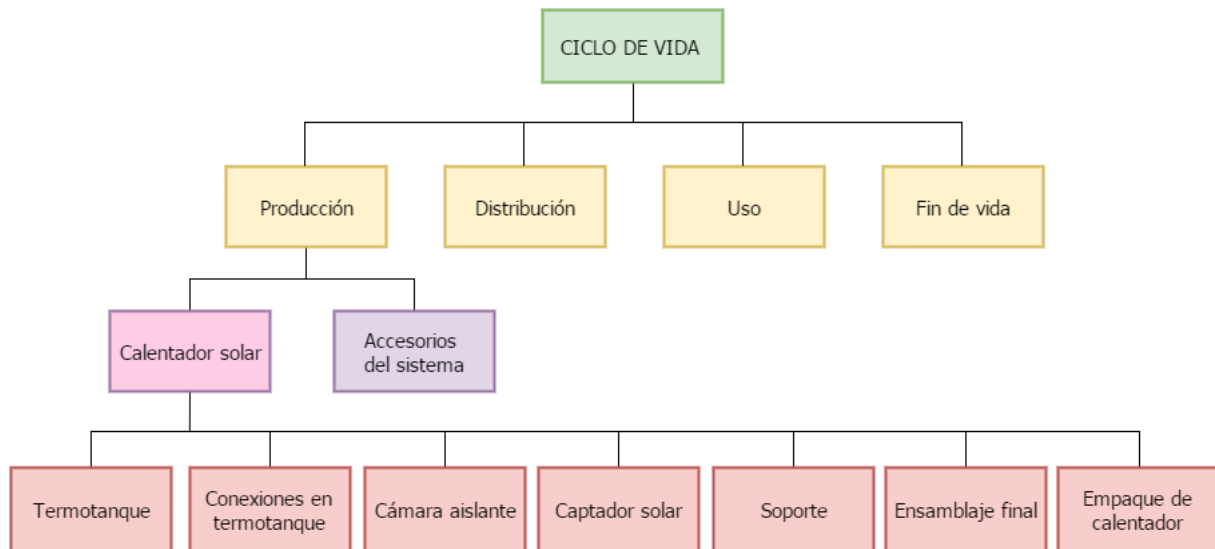 CICLO DE VIDA
Producción
Distribución
Uso
Fin de vida
Calentador solar
Accesorios
del sistema
Termotanque
Conexiones en
termotanque
Cámara aislante
Captador solar
Soporte
Ensamblaje final
Empaque de
calentador